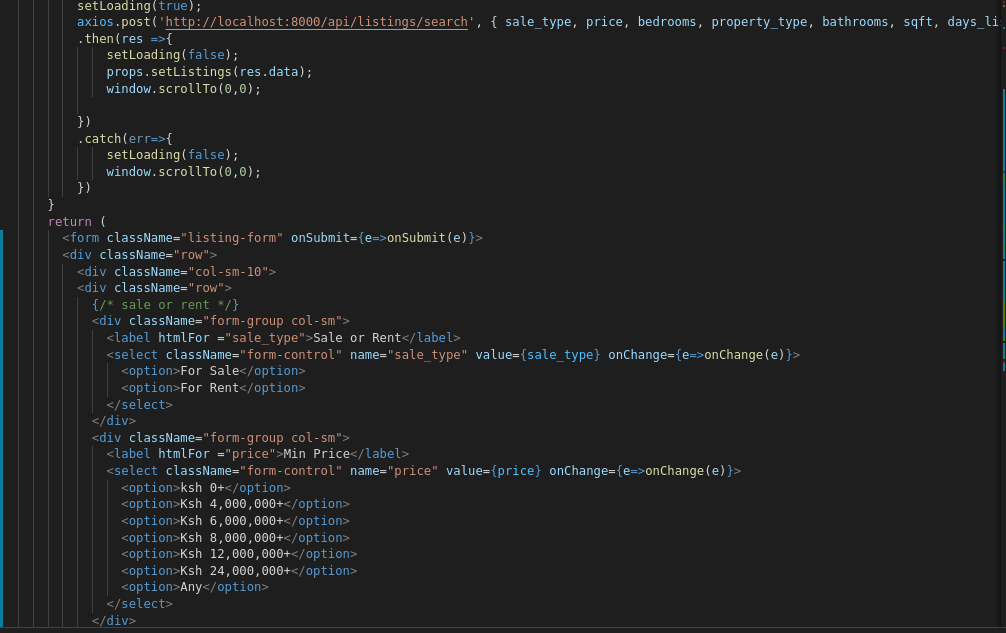 setLoading(true);
axios.post('http://localhost:8000/api/listings/search', { sale_type, price, bedrooms, property_type, bathrooms, sqft, days_li
.then(res =>{
setLoading(false);
props.setListings(res.data);
window.scrollTo(0,0);
})
.catch(err=>{
setLoading(false);
window.scrollTo(0,0);
})
}
return (
<form className="listing-form" onSubmit={e=>onSubmit(e)}>
<div className="row">
<div className="col-sm-10">
<div className="row">
{/* sale or rent */}
<div className="form-group col-sm">
<label htmlFor ="sale_type">Sale or Rent</label>
<select className="form-control" name="sale_type" value={sale_type} onChange={e=>onChange(e)}>
<option>For Sale</option>
<option>For Rent</option>
</select>
</div>
<div className="form-group col-sm">
<label htmlFor ="price">Min Price</label>
<select className="form-control" name="price" value={price} onChange={e=>onChange(e)}>
<option>ksh 0+</option>
<option>Ksh 4,000,000+</option>
<option>Ksh 6,000,000+</option>
<option>Ksh 8,000,000+</option>
<option>Ksh 12,000,000+</option>
<option>Ksh 24,000,000+</option>
<option>Any</option>
</select>
</div>